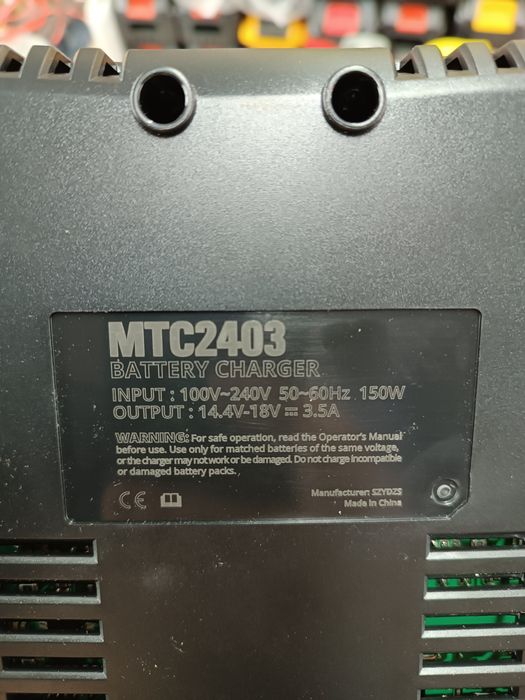 MTC2403
BATTERY CHARGER
INPUT : 100V~240V 50~60Hz 150W
OUTPUT : 14.4V-18V ⎓ 3.5A
WARNING: For safe operation, read the Operator's Manual
before use. Use only for matched batteries of the same voltage,
or the charger may not work or be damaged. Do not charge incompatible
or damaged battery packs.
CE
Manufacturer: SZYDZS
Made in China